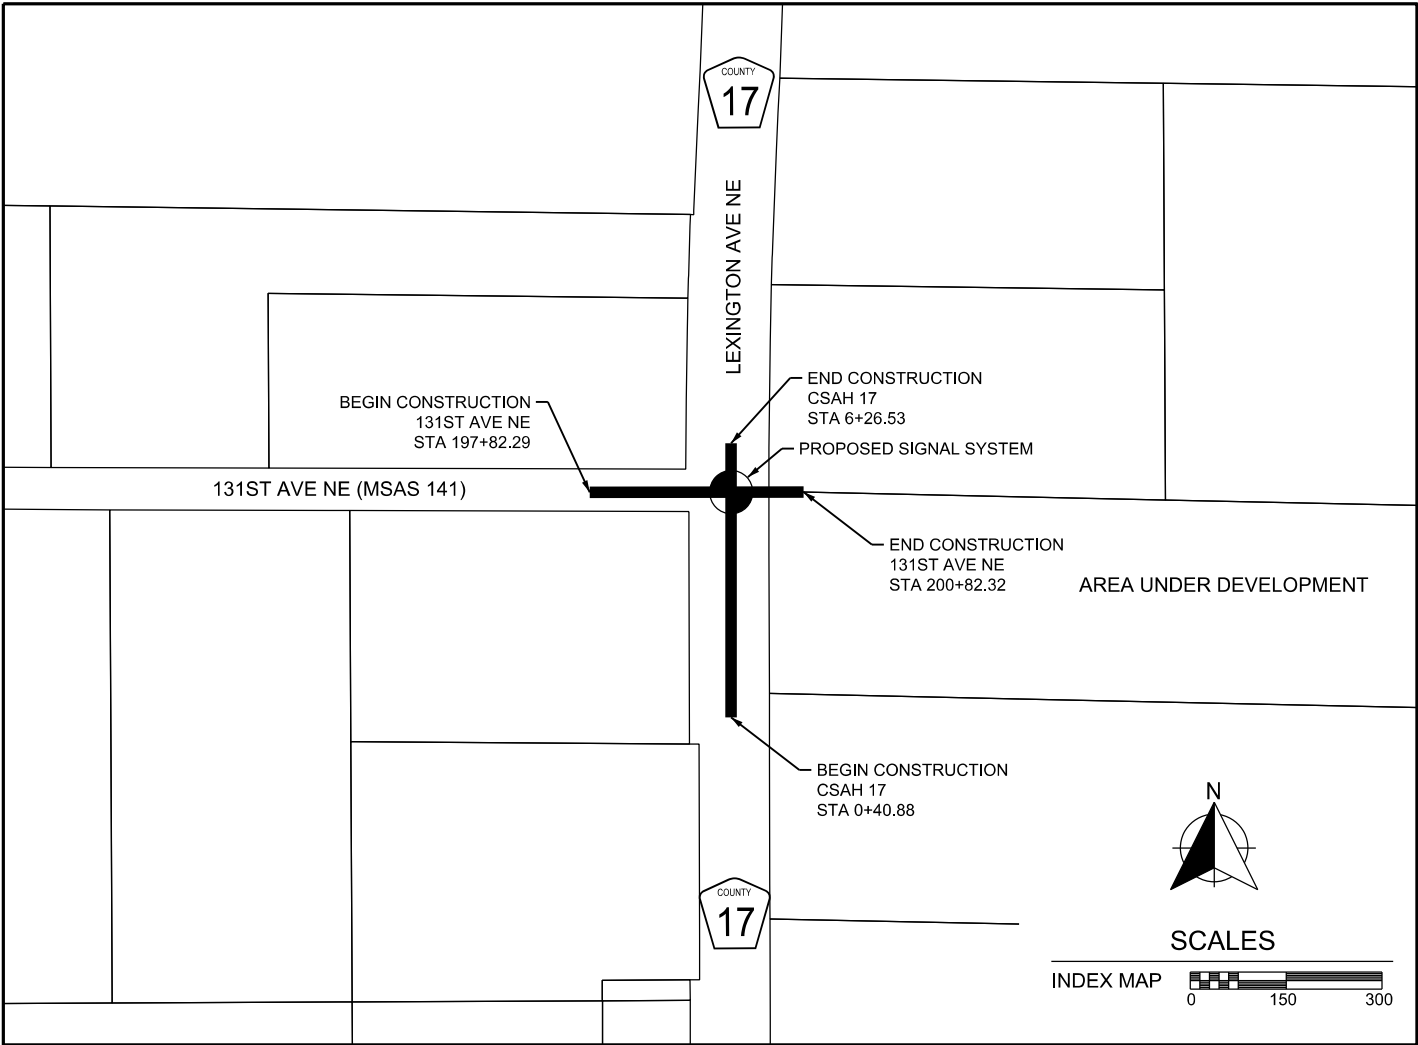 COUNTY
17
LEXINGTON AVE NE
BEGIN CONSTRUCTION
131ST AVE NE
STA 197+82.29
END CONSTRUCTION
CSAH 17
STA 6+26.53
PROPOSED SIGNAL SYSTEM
131ST AVE NE (MSAS 141)
END CONSTRUCTION
131ST AVE NE
STA 200+82.32
AREA UNDER DEVELOPMENT
BEGIN CONSTRUCTION
CSAH 17
STA 0+40.88
N
COUNTY
17
SCALES
INDEX MAP
0 150 300